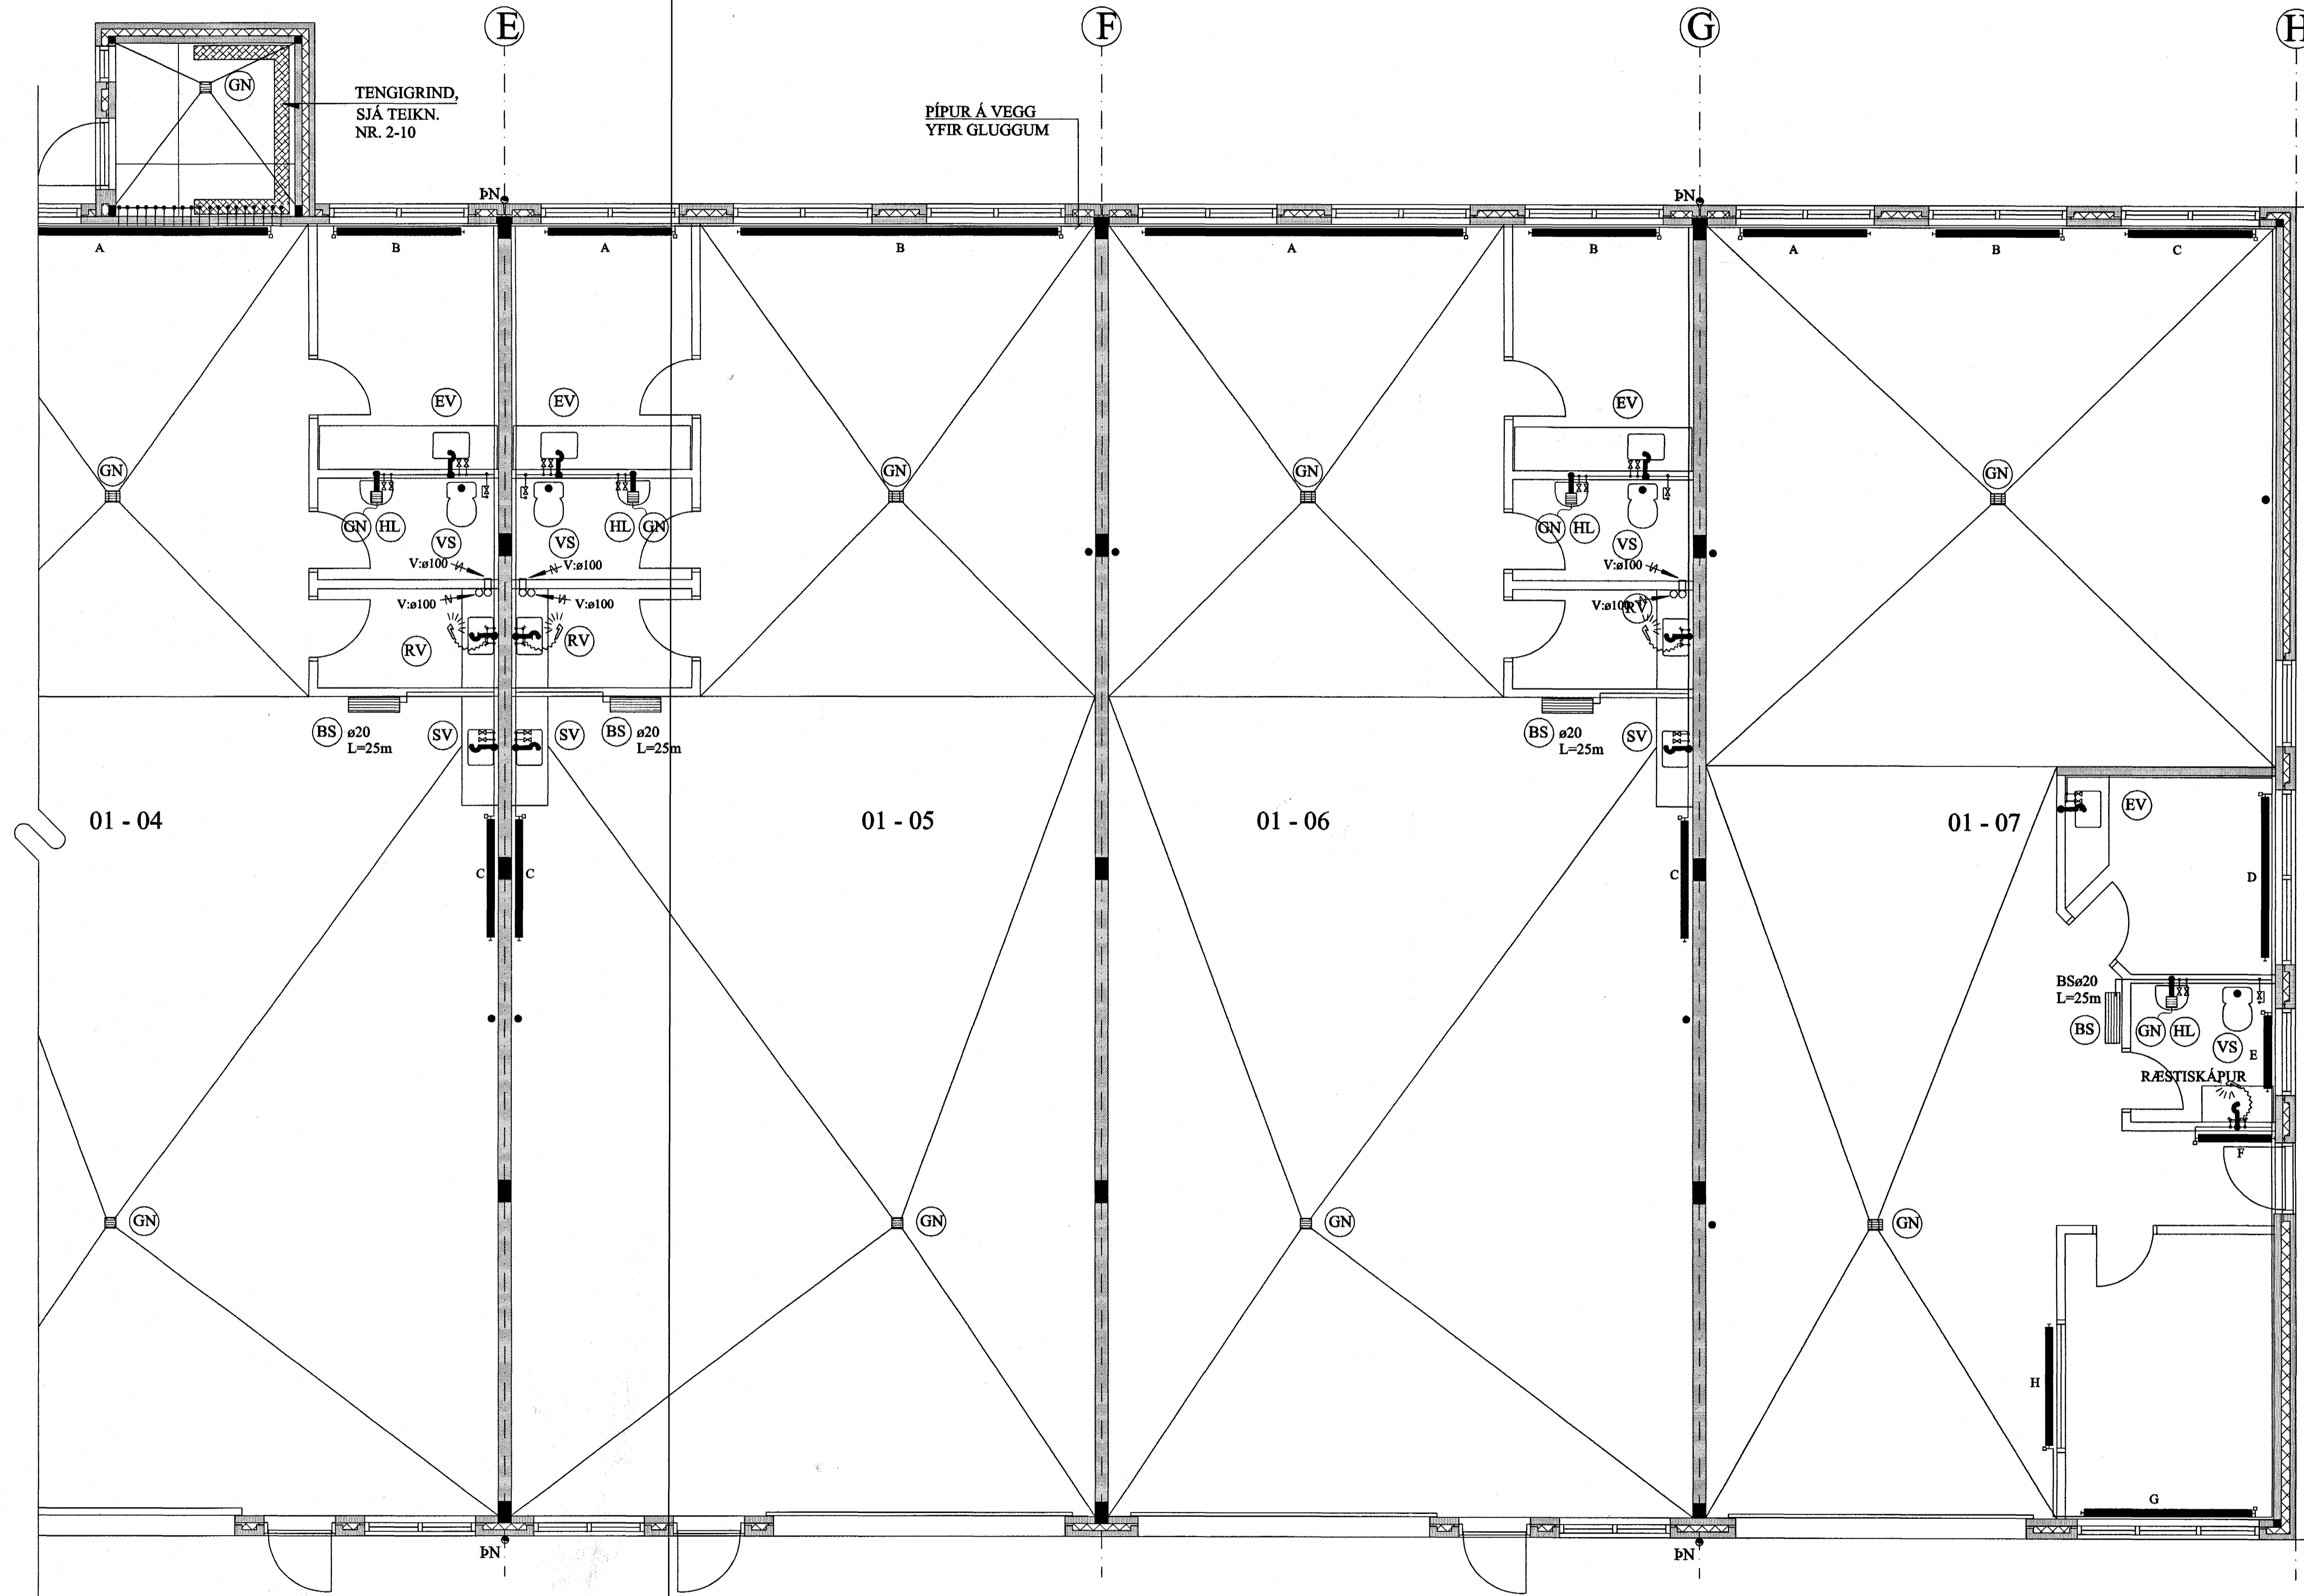 E
F
G
H
GN
TENGIGRIND,
SJÁ TEIKN.
NR. 2-10
PÍPUR Á VEGG
YFIR GLUGGUM
ÞN
ÞN
A
B
A
B
A
B
A
B
C
EV
EV
EV
GN
GN
GN
GN
GN
HL
VS
VS
HL
GN
GN
HL
VS
V:ø100
V:ø100
V:ø100
V:ø100
V:ø100
V:ø100
RV
RV
RV
BS
ø20
L=25m
SV
SV
BS
ø20
L=25m
BS
ø20
L=25m
SV
01 - 04
01 - 05
01 - 06
01 - 07
EV
C
C
C
D
BSø20
L=25m
BS
GN
HL
VS
E
RÆSTISKÁPUR
F
GN
GN
GN
GN
H
G
ÞN
ÞN